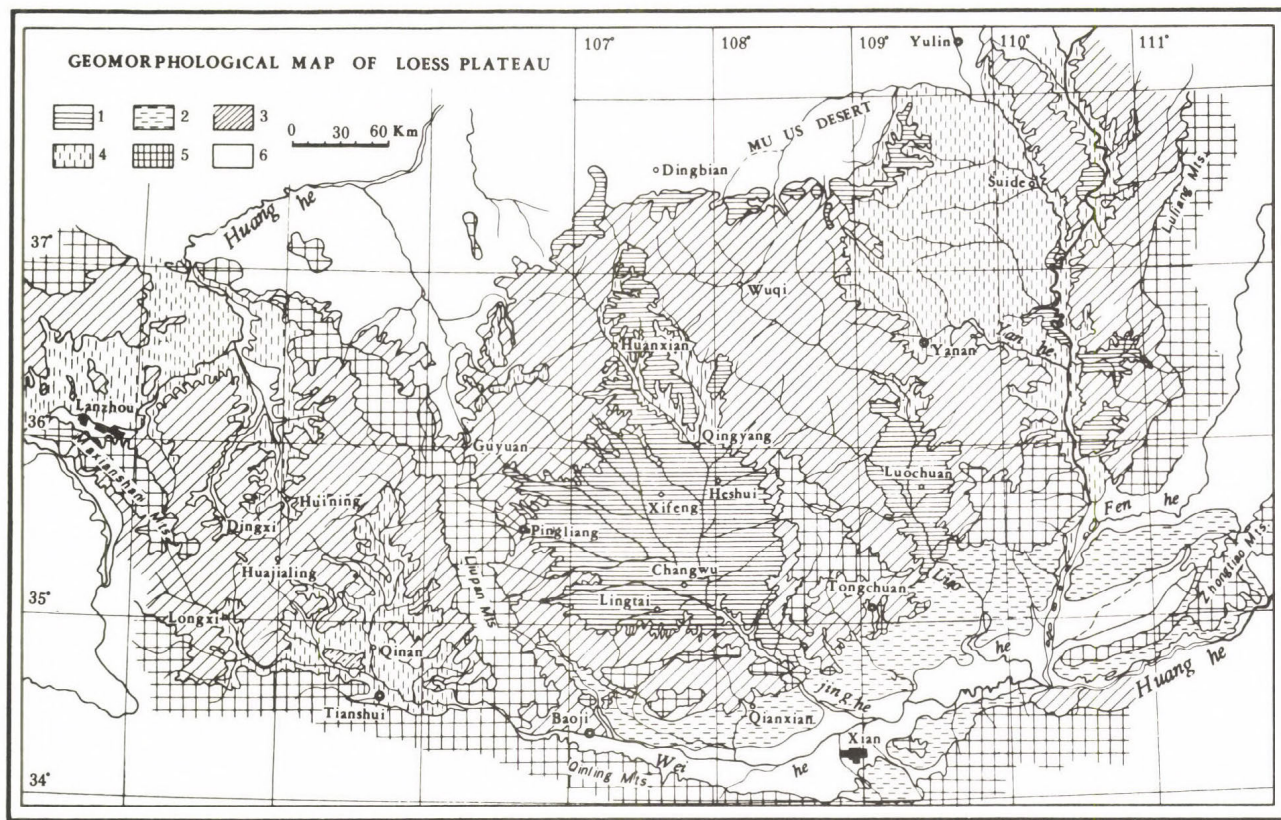 GEOMORPHOLOGICAL MAP OF LOESS PLATEAU
1 2 3
4 5 6
0 30 60 Km
107° 108° 109° 110° 111°
Yulin
MU US DESERT
Dingbian
Suide
Luliang Mts.
Huang he
37°
Wuqi
Huanxian
Yanan
Yan he
Lanzhou
36°
Maxianshan Mts.
Guyuan
Qingyang
Luochuan
Heshui
Xifeng
Huining
Dingxi
Pingliang
Fen he
Huajialing
Changwu
Liupan Mts
Lingtai
Tongchuan
Luo he
Zhongtiao Mts.
35°
Longxi
Qinan
Tianshui
Baoji
Qianxian
Jing he
Huang he
Xian
Wei he
Qinling Mts
34°